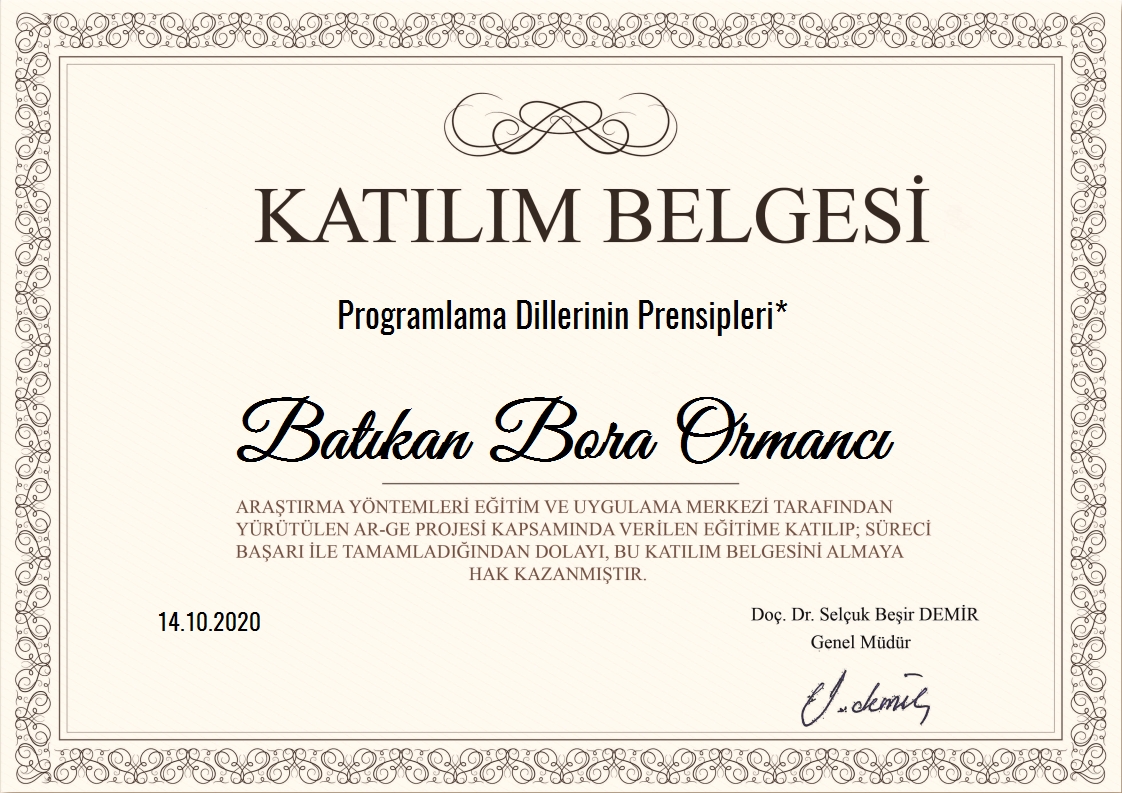 KATILIM BELGESİ
Programlama Dillerinin Prensipleri*
Batıkan Bora Ormancı
ARAŞTIRMA YÖNTEMLERİ EĞİTİM VE UYGULAMA MERKEZİ TARAFINDAN
YÜRÜTÜLEN AR-GE PROJESİ KAPSAMINDA VERİLEN EĞİTİME KATILIP; SÜRECİ
BAŞARI İLE TAMAMLADIĞINDAN DOLAYI, BU KATILIM BELGESİNİ ALMAYA
HAK KAZANMIŞTIR.
14.10.2020
Doç. Dr. Selçuk Beşir DEMİR
Genel Müdür